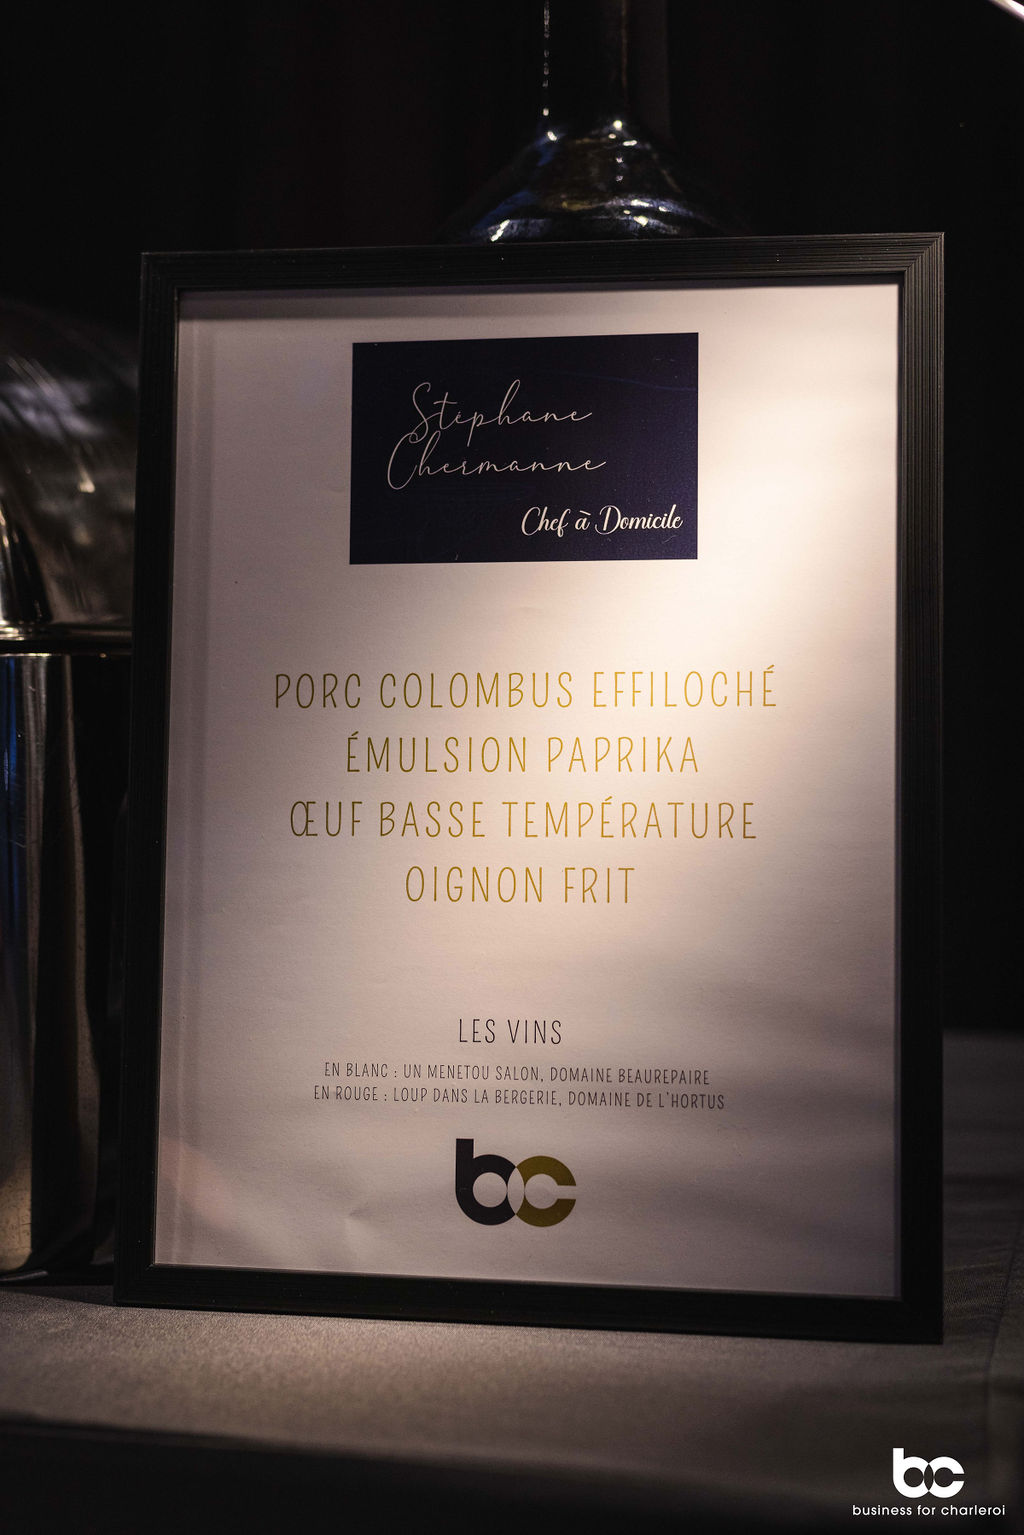 Stéphane
Chermanne
Chef à Domicile
PORC COLOMBUS EFFILOCHÉ
ÉMULSION PAPRIKA
ŒUF BASSE TEMPÉRATURE
OIGNON FRIT
LES VINS
EN BLANC : UN MENETOU SALON, DOMAINE BEAUREPAIRE
EN ROUGE : LOUP DANS LA BERGERIE, DOMAINE DE L'HORTUS
bc
bc
business for charleroi